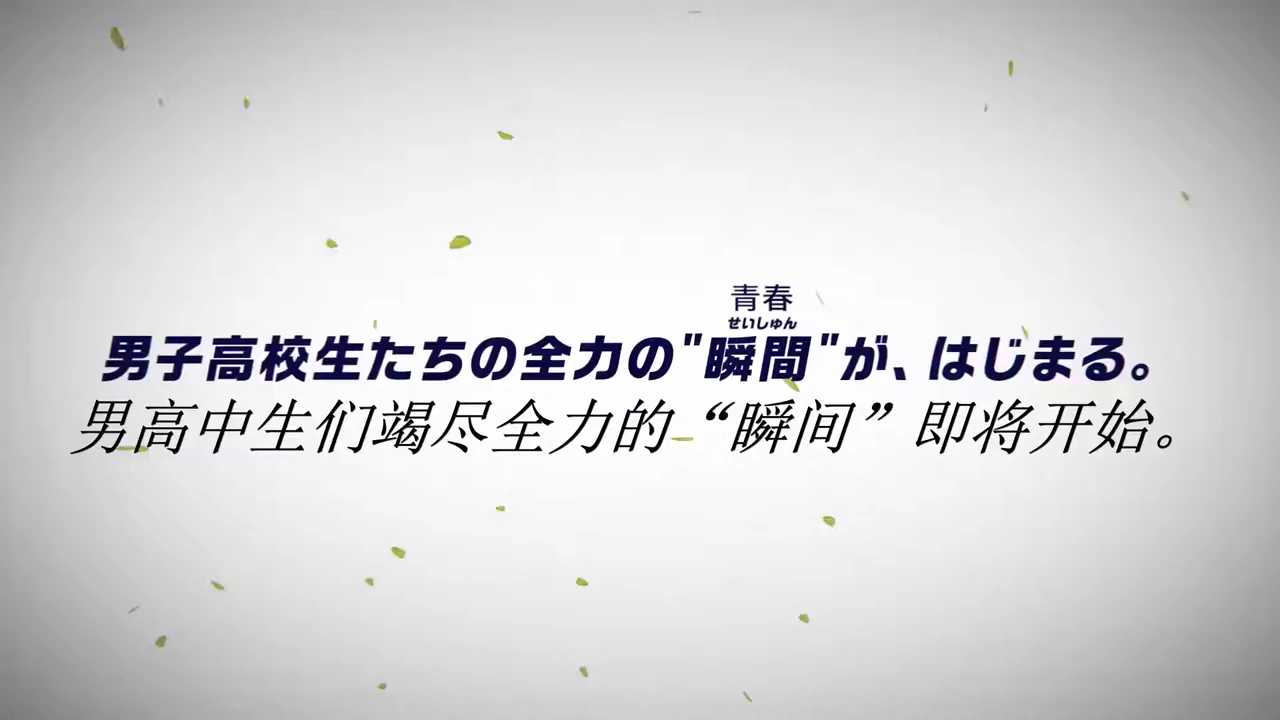 青春
せいしゅん
男子高校生たちの全力の"瞬間"が、はじまる。
男高中生们竭尽全力的“瞬间”即将开始。